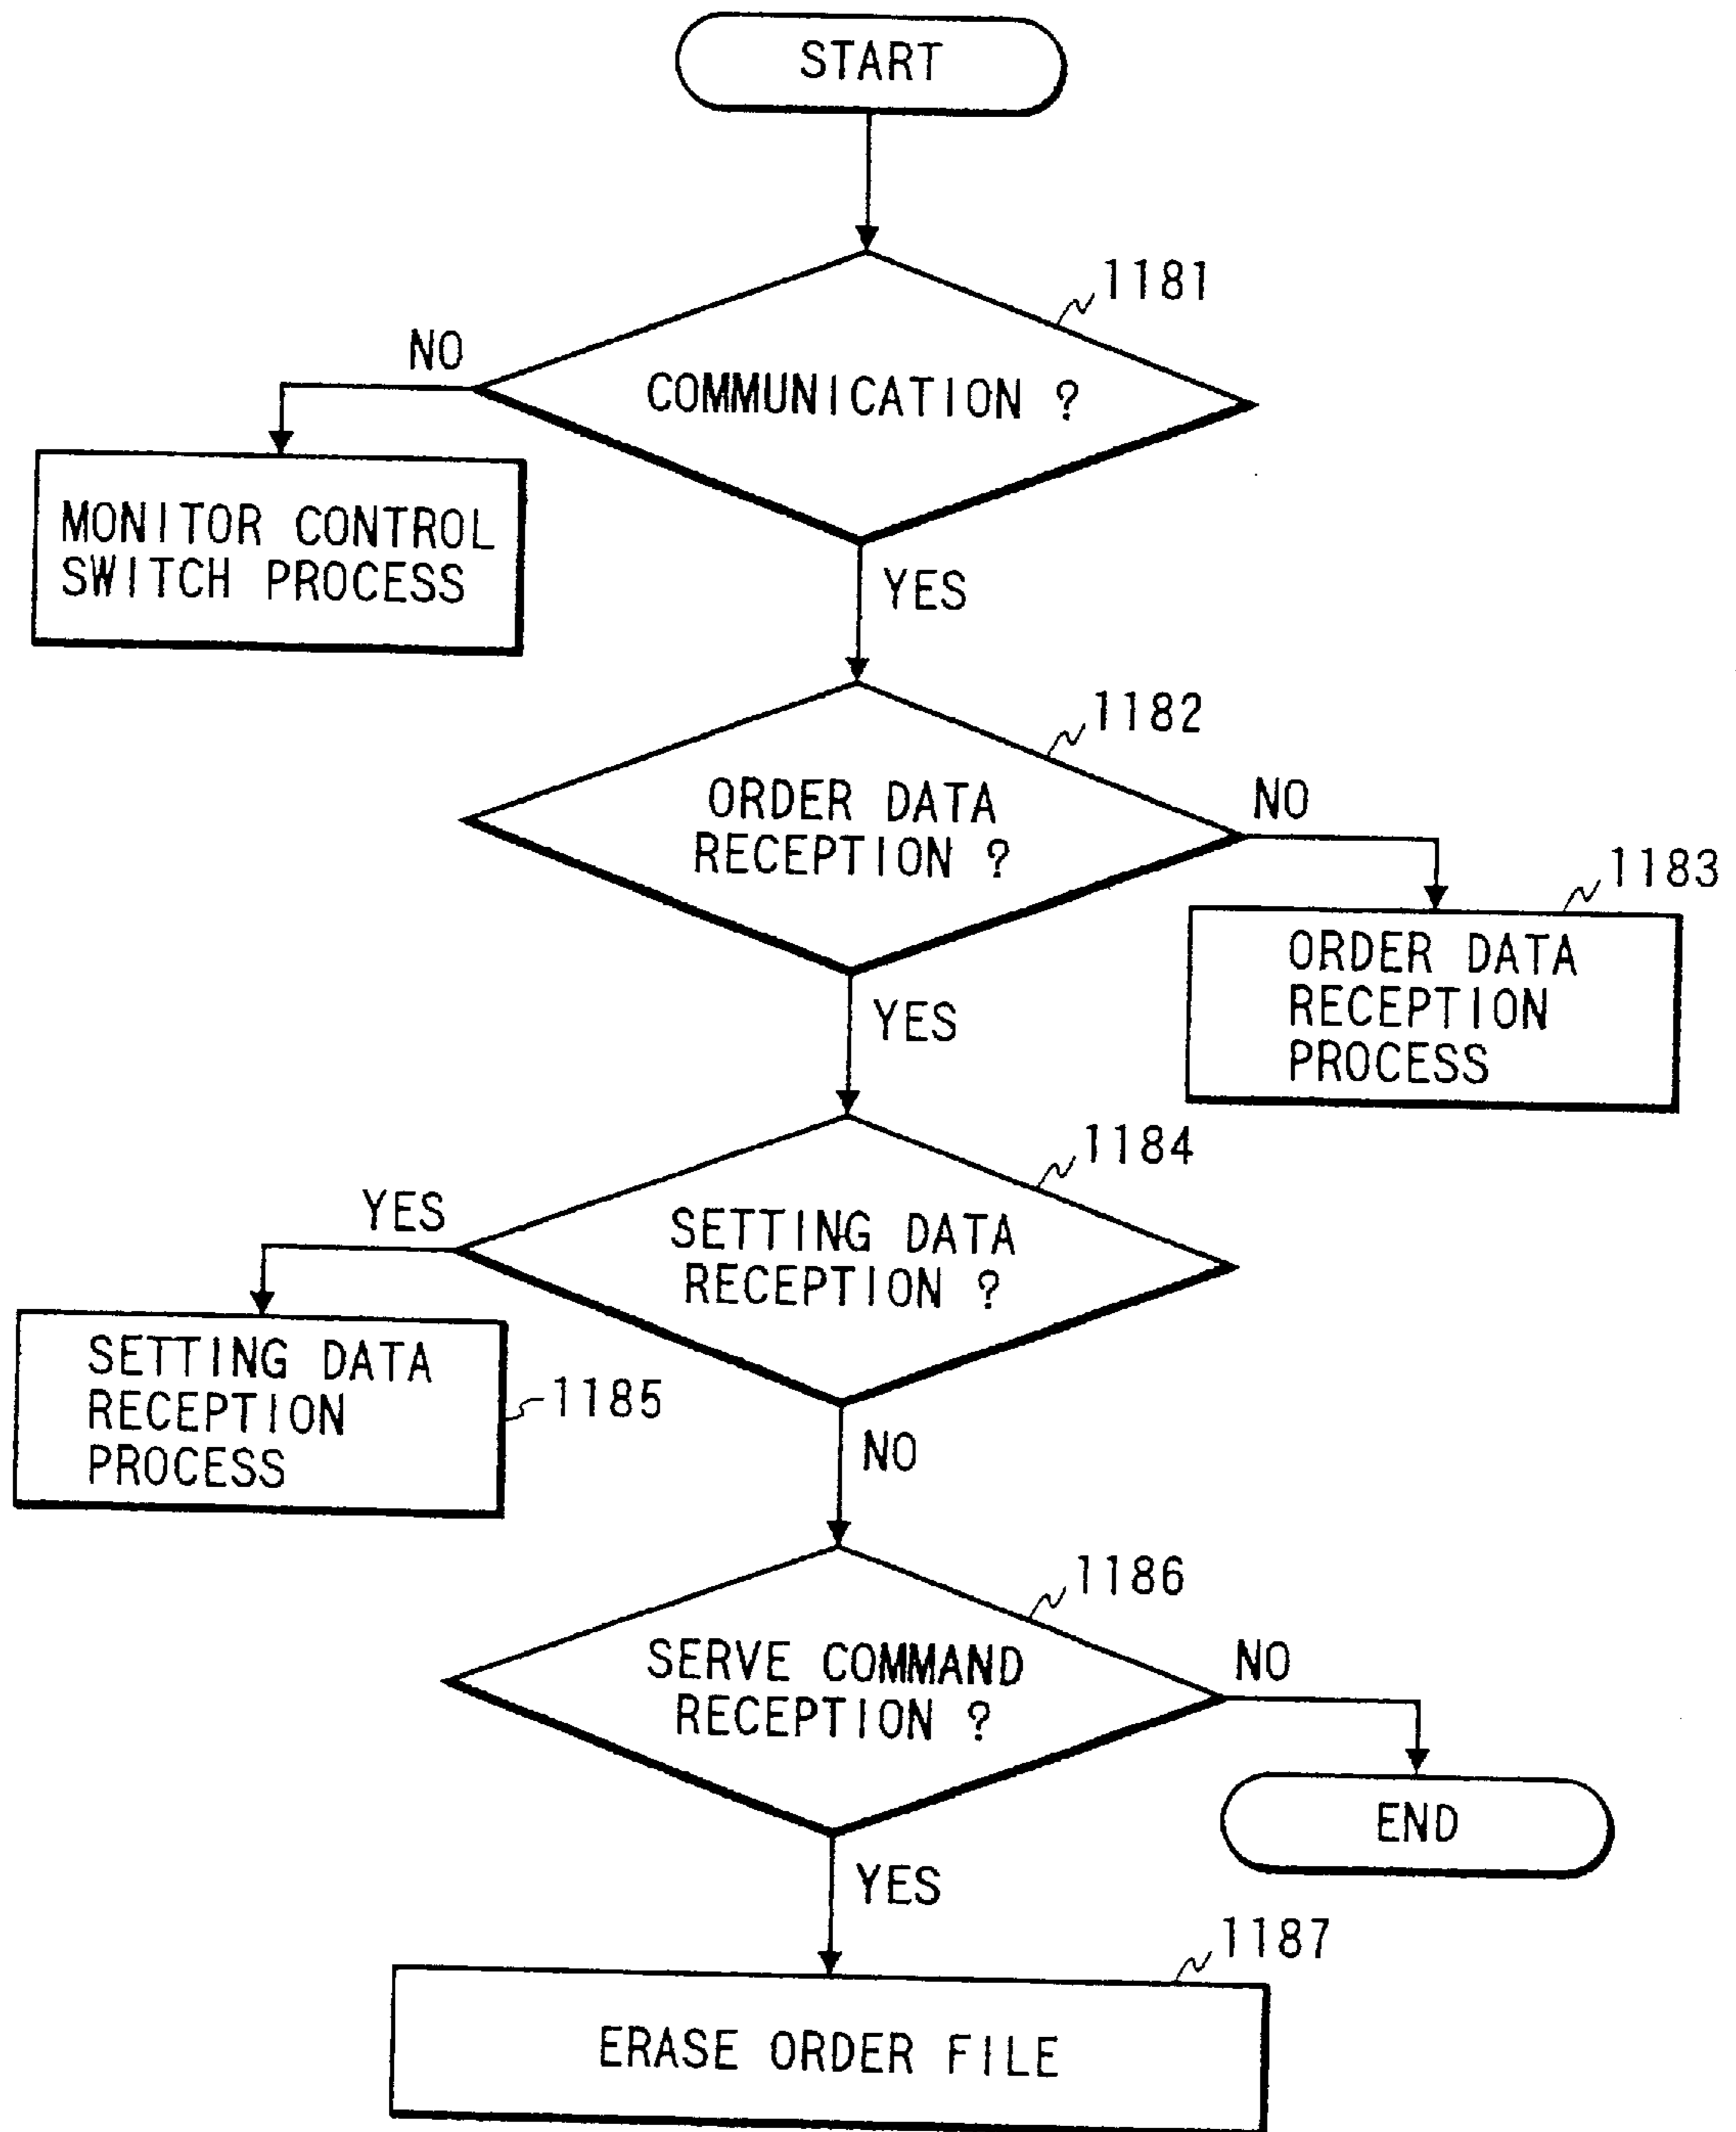 START
1181
NO
COMMUNICATION ?
MONITOR CONTROL
SWITCH PROCESS
YES
1182
ORDER DATA
RECEPTION ?
NO
1183
ORDER DATA
RECEPTION
PROCESS
YES
1184
YES
SETTING DATA
RECEPTION ?
SETTING DATA
RECEPTION
PROCESS
1185
NO
1186
SERVE COMMAND
RECEPTION ?
NO
END
YES
1187
ERASE ORDER FILE